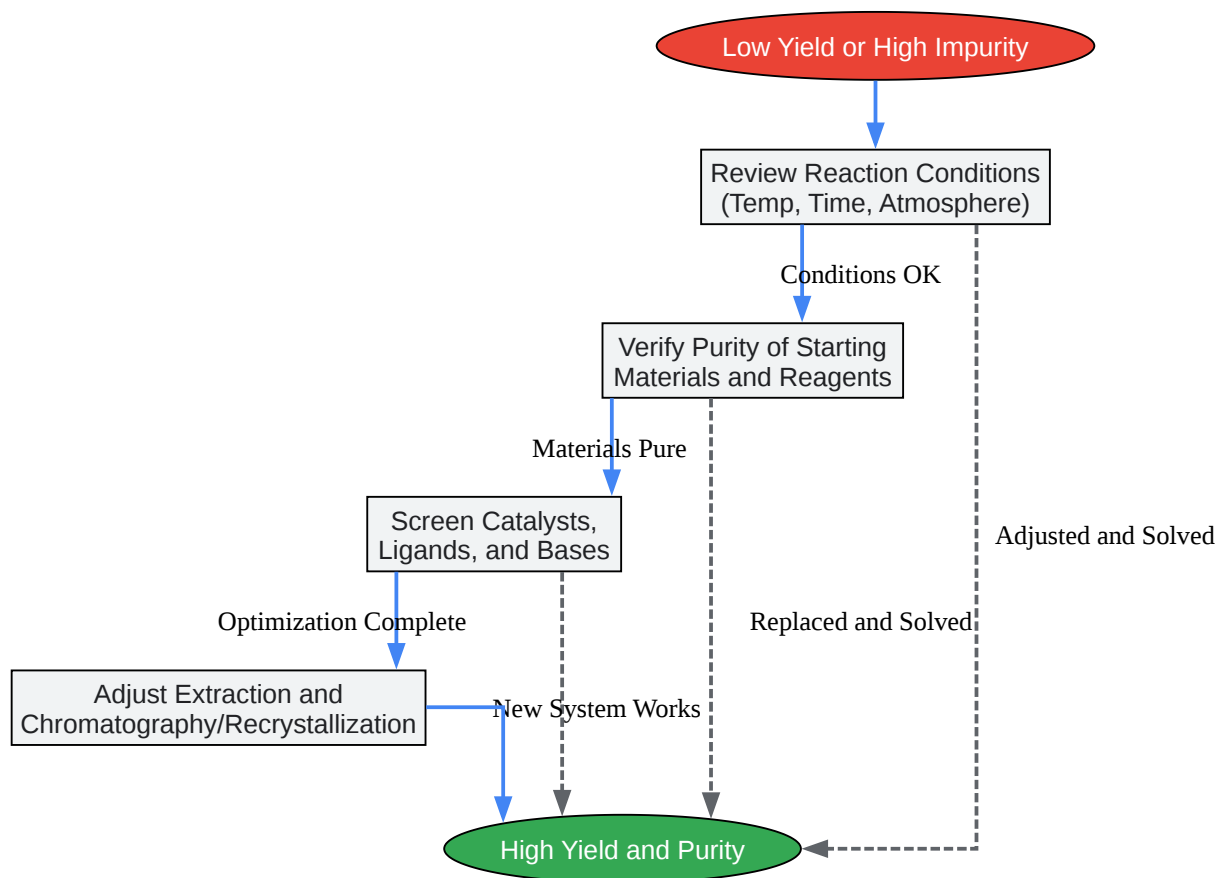 Low Yield or High Impurity
Review Reaction Conditions
(Temp, Time, Atmosphere)
Conditions OK
Verify Purity of Starting
Materials and Reagents
Materials Pure
Screen Catalysts,
Ligands, and Bases
Adjusted and Solved
Optimization Complete
Replaced and Solved
Adjust Extraction and
Chromatography/Recrystallization
New System Works
High Yield and Purity